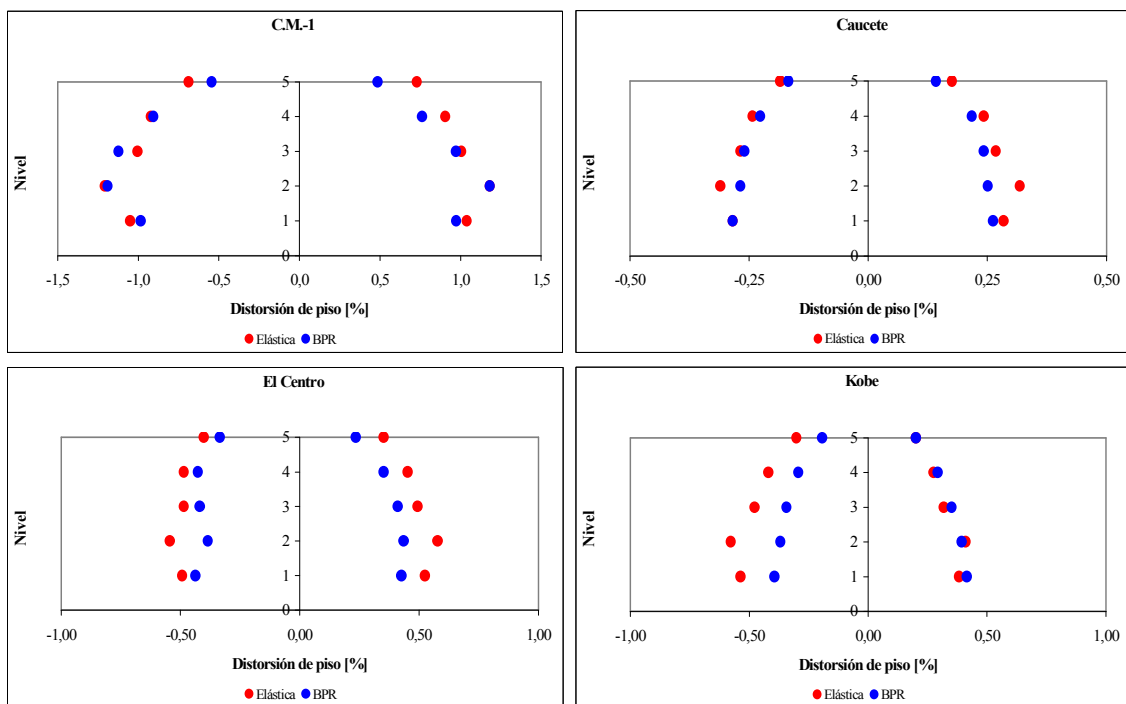 C.M.-1
5
4
3
2
1
0
Nivel
-1,5 -1,0 -0,5 0,0 0,5 1,0 1,5
Distorsión de piso [%]
Elástica BPR
Caucete
5
4
3
2
1
0
Nivel
-0,50 -0,25 0,00 0,25 0,50
Distorsión de piso [%]
Elástica BPR
El Centro
5
4
3
2
1
0
Nivel
-1,00 -0,50 0,00 0,50 1,00
Distorsión de piso [%]
Elástica BPR
Kobe
5
4
3
2
1
0
Nivel
-1,00 -0,50 0,00 0,50 1,00
Distorsión de piso [%]
Elástica BPR